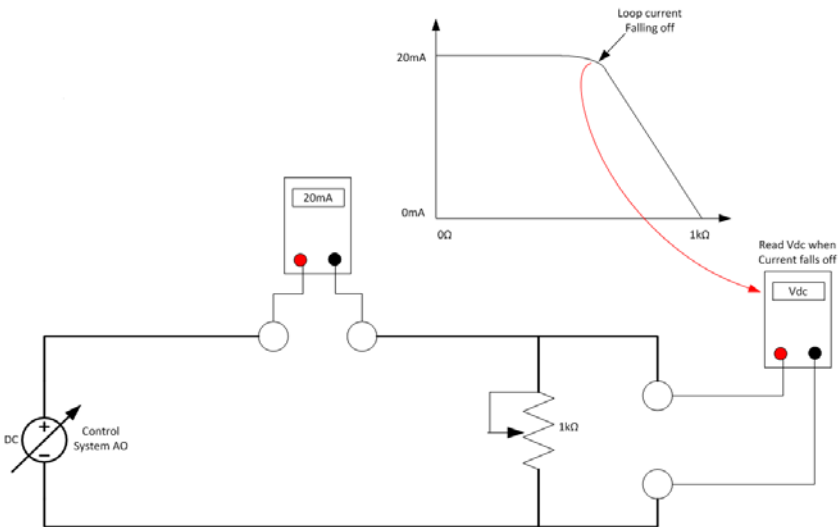 Loop current
Falling off
20mA
0mA
0Ω
1kΩ
20mA
Read Vdc when
Current falls off
Vdc
DC
+
−
Control
System AO
1kΩ